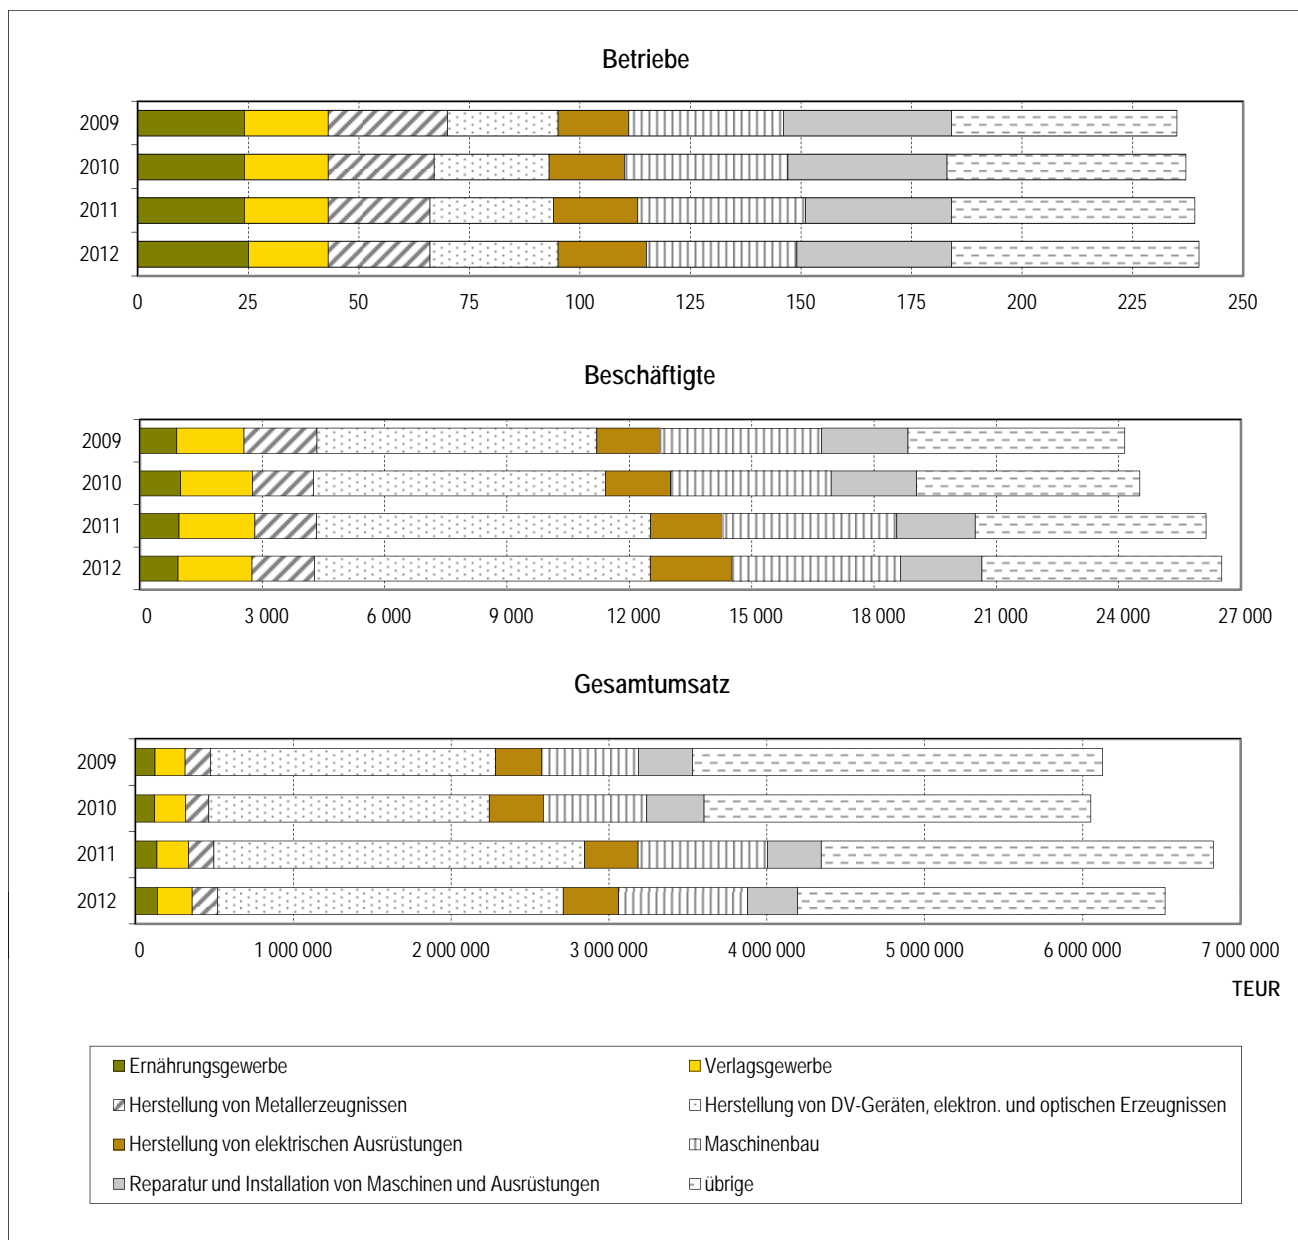 Betriebe
2009
2010
2011
2012
0 25 50 75 100 125 150 175 200 225 250
Beschäftigte
2009
2010
2011
2012
0 3 000 6 000 9 000 12 000 15 000 18 000 21 000 24 000 27 000
Gesamtumsatz
2009
2010
2011
2012
0 1 000 000 2 000 000 3 000 000 4 000 000 5 000 000 6 000 000 7 000 000
TEUR
Ernährungsgewerbe Verlagsgewerbe
Herstellung von Metallerzeugnissen Herstellung von DV-Geräten, elektron. und optischen Erzeugnissen
Herstellung von elektrischen Ausrüstungen Maschinenbau
Reparatur und Installation von Maschinen und Ausrüstungen übrige